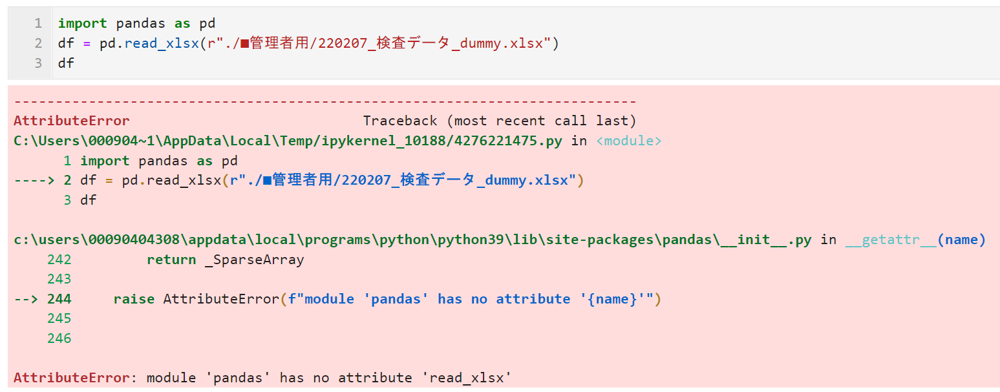 1 import pandas as pd
2 df = pd.read_xlsx(r"./■管理者用/220207_検査データ_dummy.xlsx")
3 df
---------------------------------------------------------------------------
AttributeError                            Traceback (most recent call last)
C:\Users\000904~1\AppData\Local\Temp/ipykernel_10188/4276221475.py in <module>
      1 import pandas as pd
----> 2 df = pd.read_xlsx(r"./■管理者用/220207_検査データ_dummy.xlsx")
      3 df
c:\users\00090404308\appdata\local\programs\python\python39\lib\site-packages\pandas\__init__.py in __getattr__(name)
    242         return _SparseArray
    243
--> 244     raise AttributeError(f"module 'pandas' has no attribute '{name}'")
    245
    246
AttributeError: module 'pandas' has no attribute 'read_xlsx'